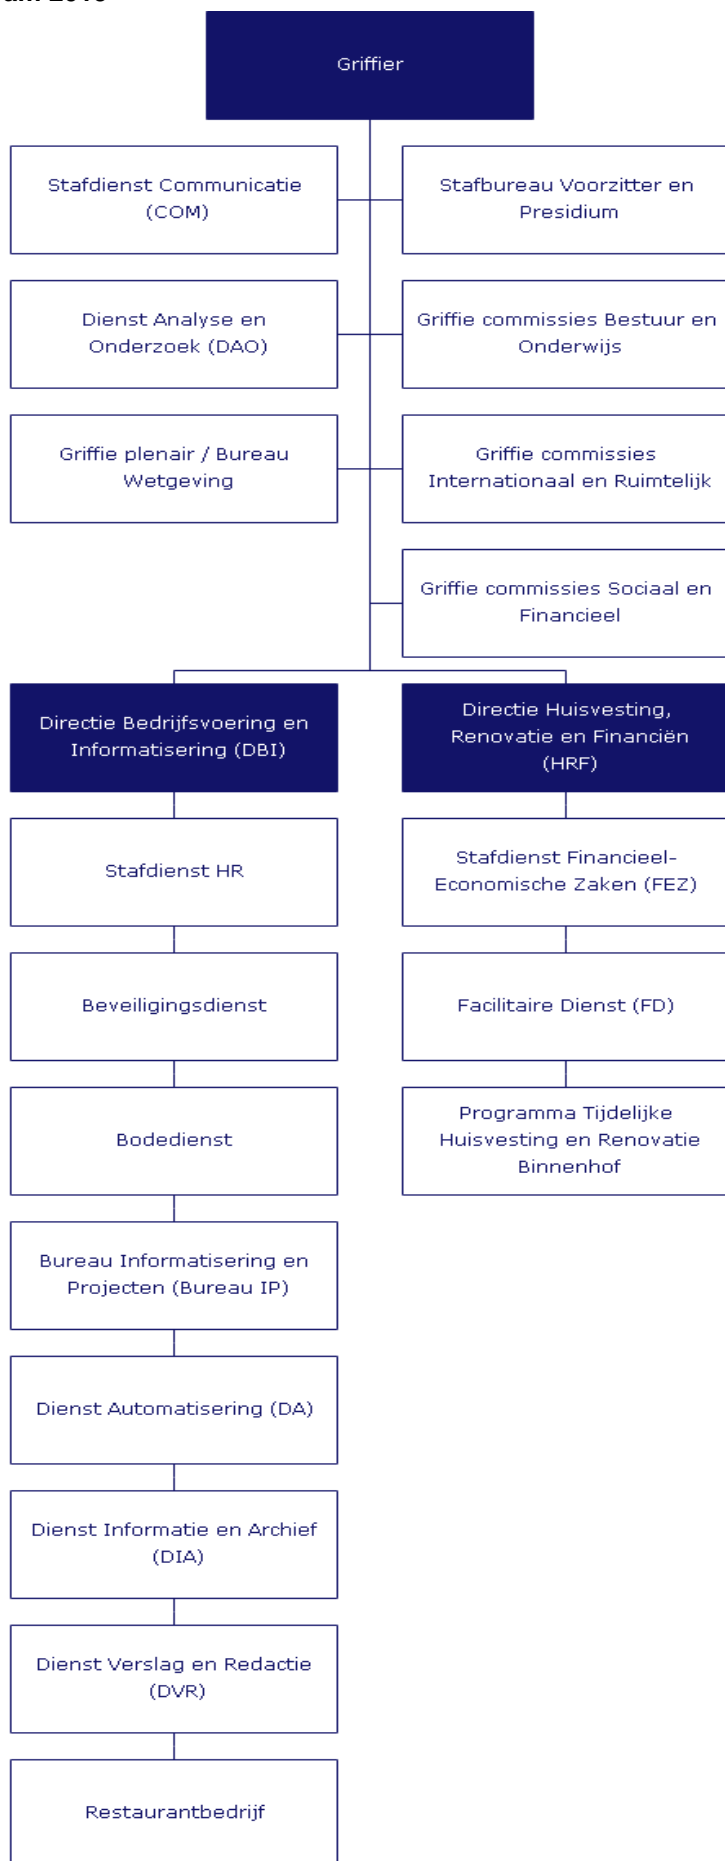 Griffier
Stafdienst Communicatie
(COM)
Stafbureau Voorzitter en
Presidium
Dienst Analyse en
Onderzoek (DAO)
Griffie commissies Bestuur en
Onderwijs
Griffie plenair / Bureau
Wetgeving
Griffie commissies
Internationaal en Ruimtelijk
Griffie commissies Sociaal en
Financieel
Directie Bedrijfsvoering en
Informatisering (DBI)
Directie Huisvesting,
Renovatie en Financiën
(HRF)
Stafdienst HR
Stafdienst Financieel-
Economische Zaken (FEZ)
Beveiligingsdienst
Facilitaire Dienst (FD)
Bodedienst
Programma Tijdelijke
Huisvesting en Renovatie
Binnenhof
Bureau Informatisering en
Projecten (Bureau IP)
Dienst Automatisering (DA)
Dienst Informatie en Archief
(DIA)
Dienst Verslag en Redactie
(DVR)
Restaurantbedrijf